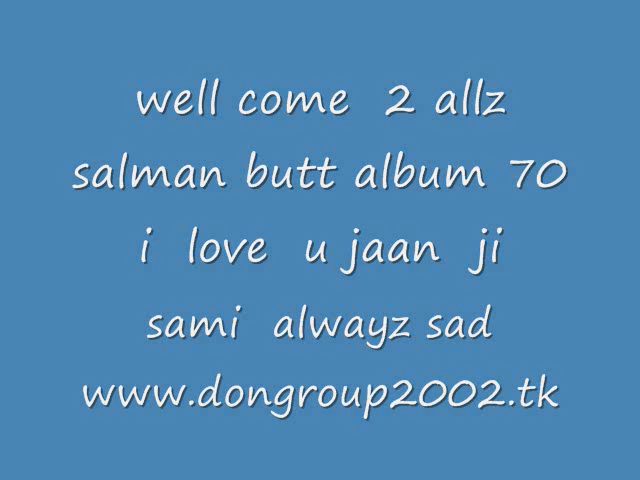 well come 2 allz
salman butt album 70
i love u jaan ji
sami alwayz sad
www.dongroup2002.tk